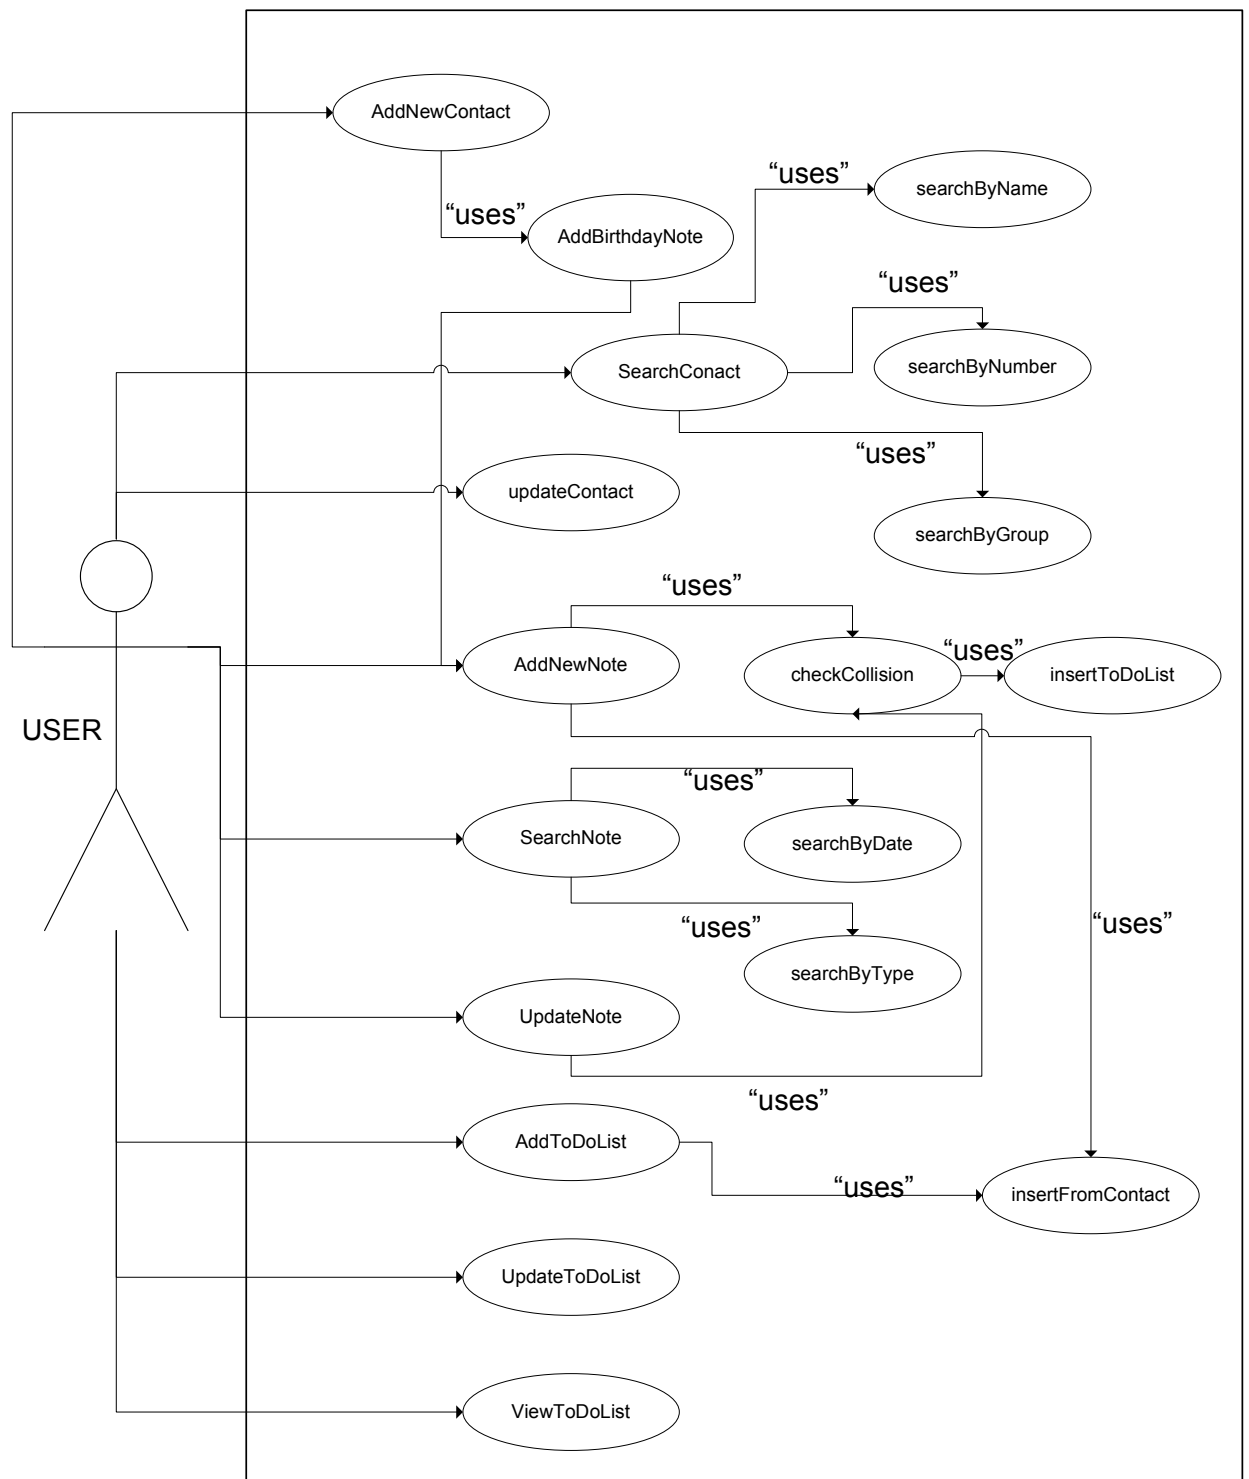 AddNewContact
“uses”
searchByName
“uses”
AddBirthdayNote
“uses”
searchByNumber
SearchConact
“uses”
updateContact
searchByGroup
“uses”
AddNewNote
checkCollision
“uses”
insertToDoList
USER
“uses”
SearchNote
searchByDate
“uses”
“uses”
searchByType
UpdateNote
“uses”
AddToDoList
“uses”
insertFromContact
UpdateToDoList
ViewToDoList